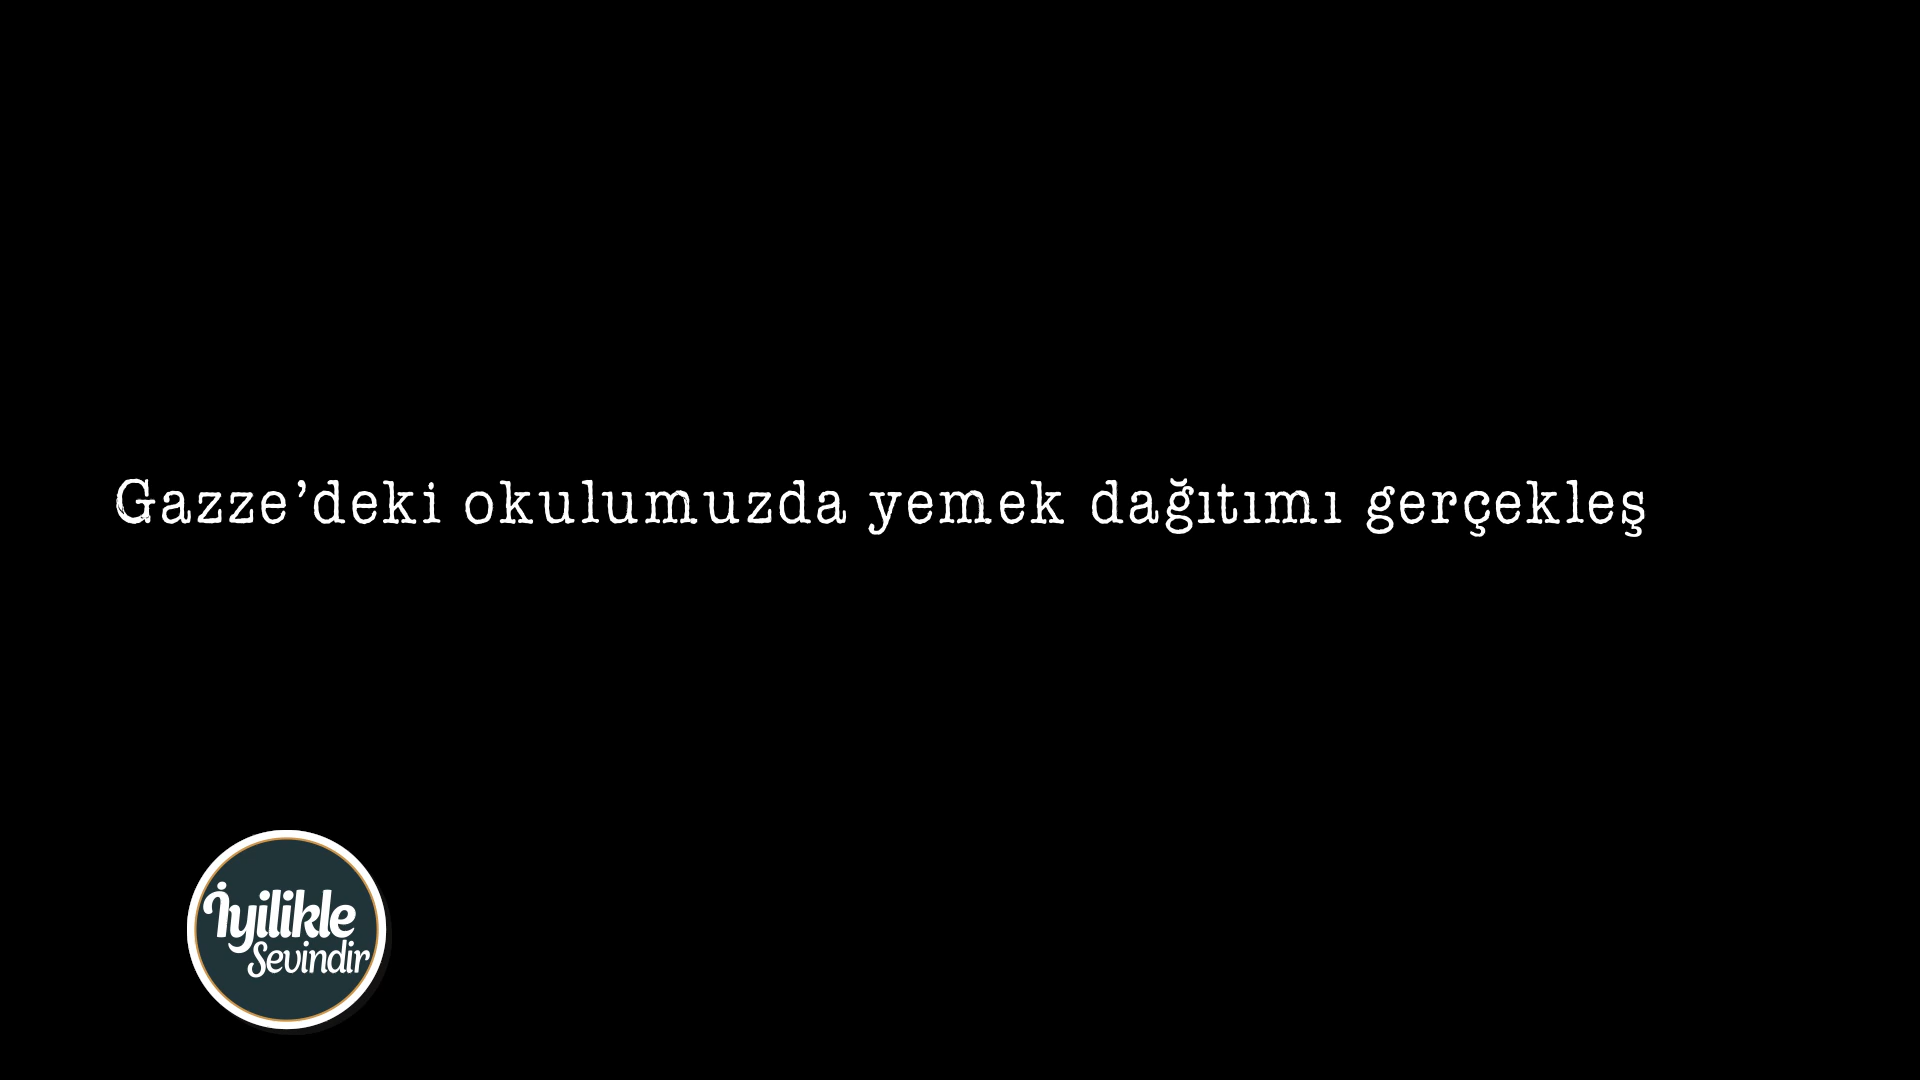 Gazze’deki okulumuzda yemek dağıtımı gerçekleş
İyilikle
Sevindir